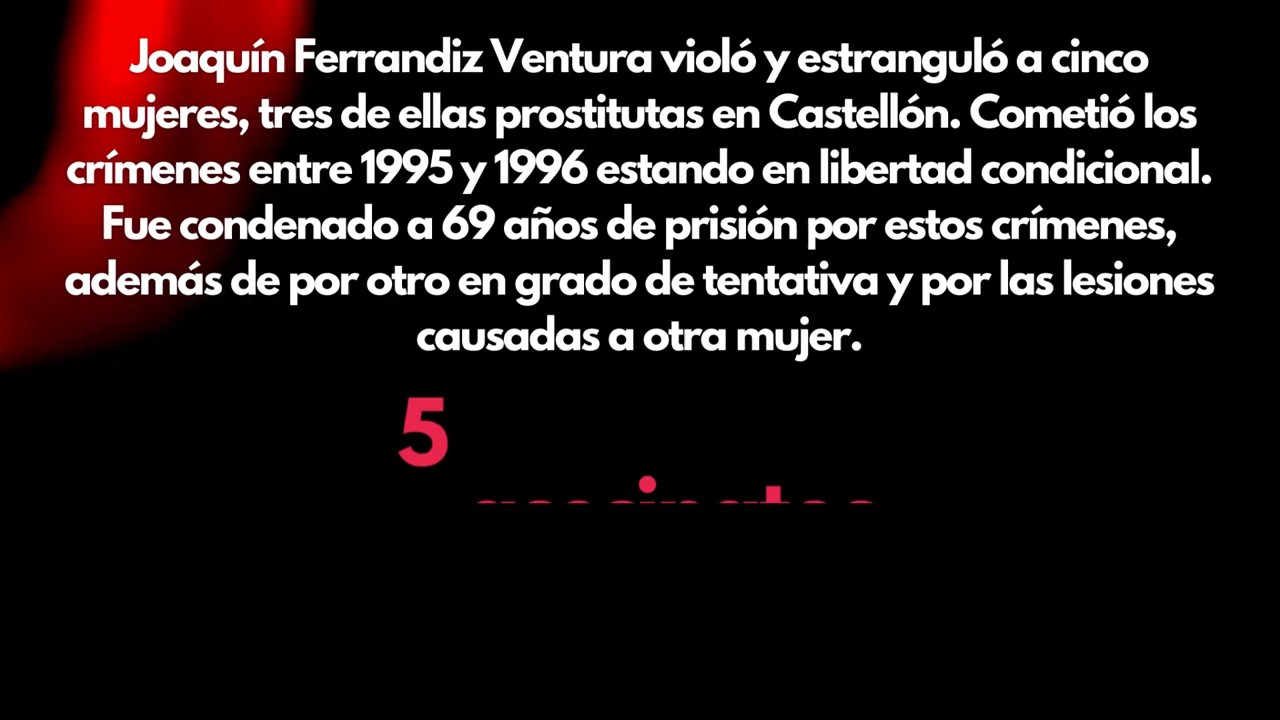 Joaquín Ferrandiz Ventura violó y estranguló a cinco
mujeres, tres de ellas prostitutas en Castellón. Cometió los
crímenes entre 1995 y 1996 estando en libertad condicional.
Fue condenado a 69 años de prisión por estos crímenes,
además de por otro en grado de tentativa y por las lesiones
causadas a otra mujer.
5